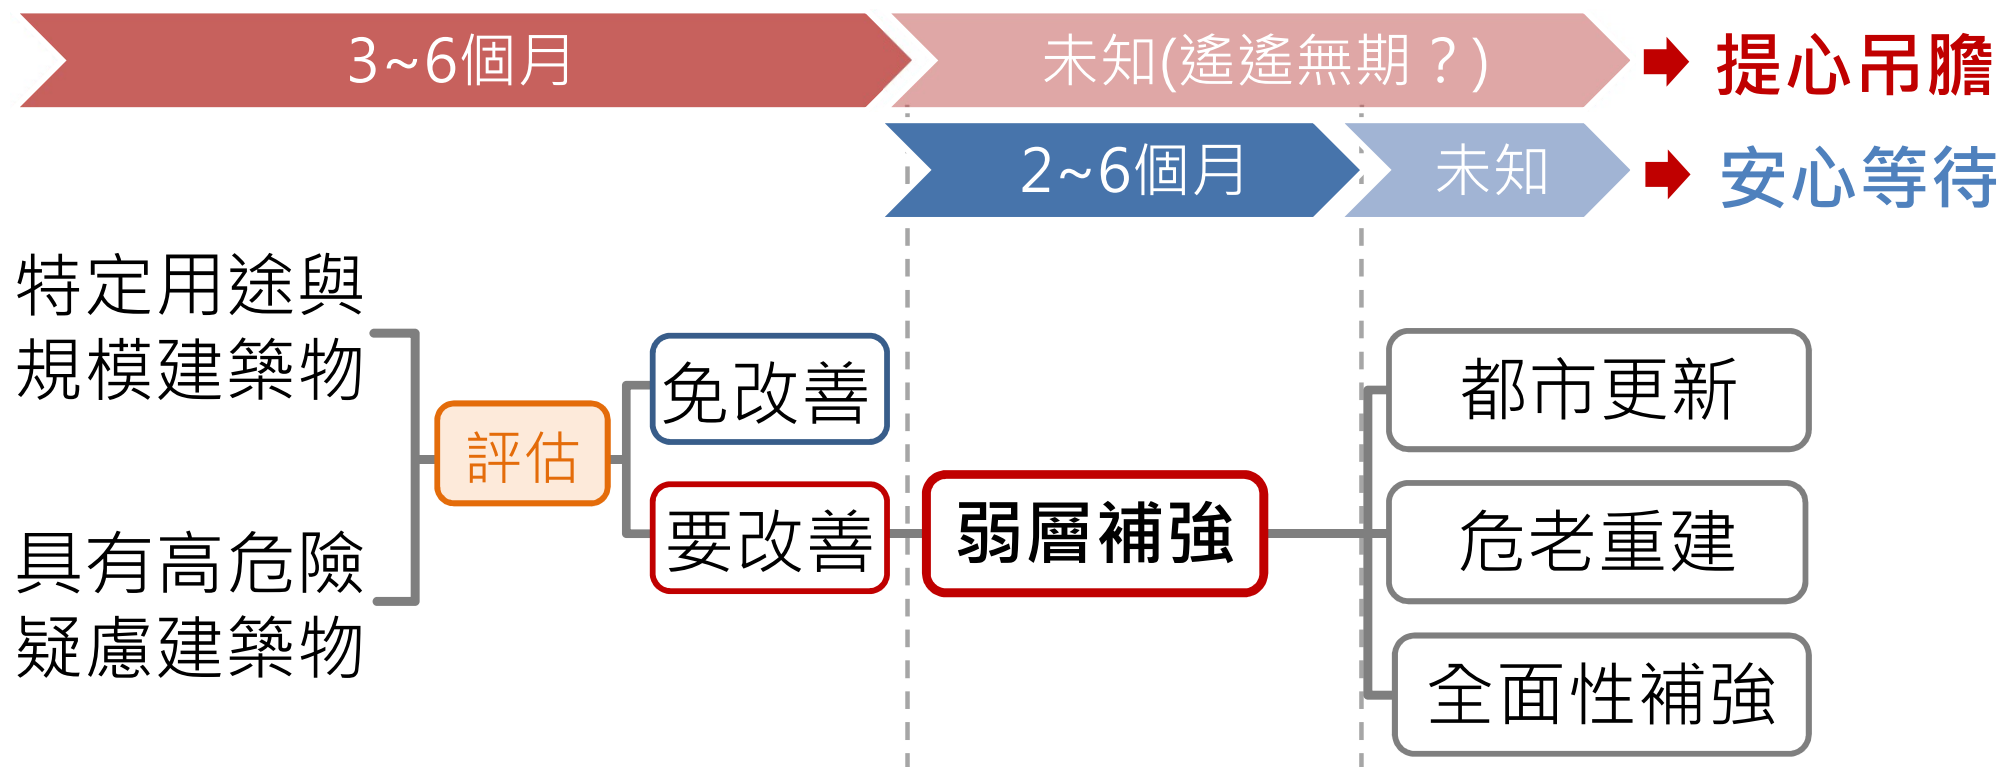 3~6個月
未知(遙遙無期？)
提心吊膽
2~6個月
未知
安心等待
特定用途與
規模建築物
具有高危險
疑慮建築物
評估
免改善
要改善
弱層補強
都市更新
危老重建
全面性補強